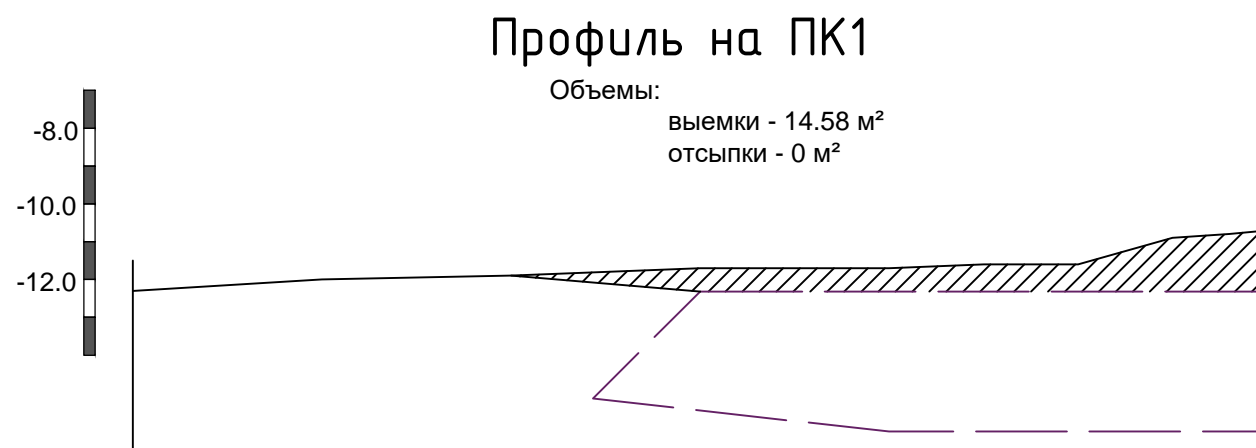 Профиль на ПК1
Объемы:
выемки - 14.58 м²
отсыпки - 0 м²
-8.0
-10.0
-12.0